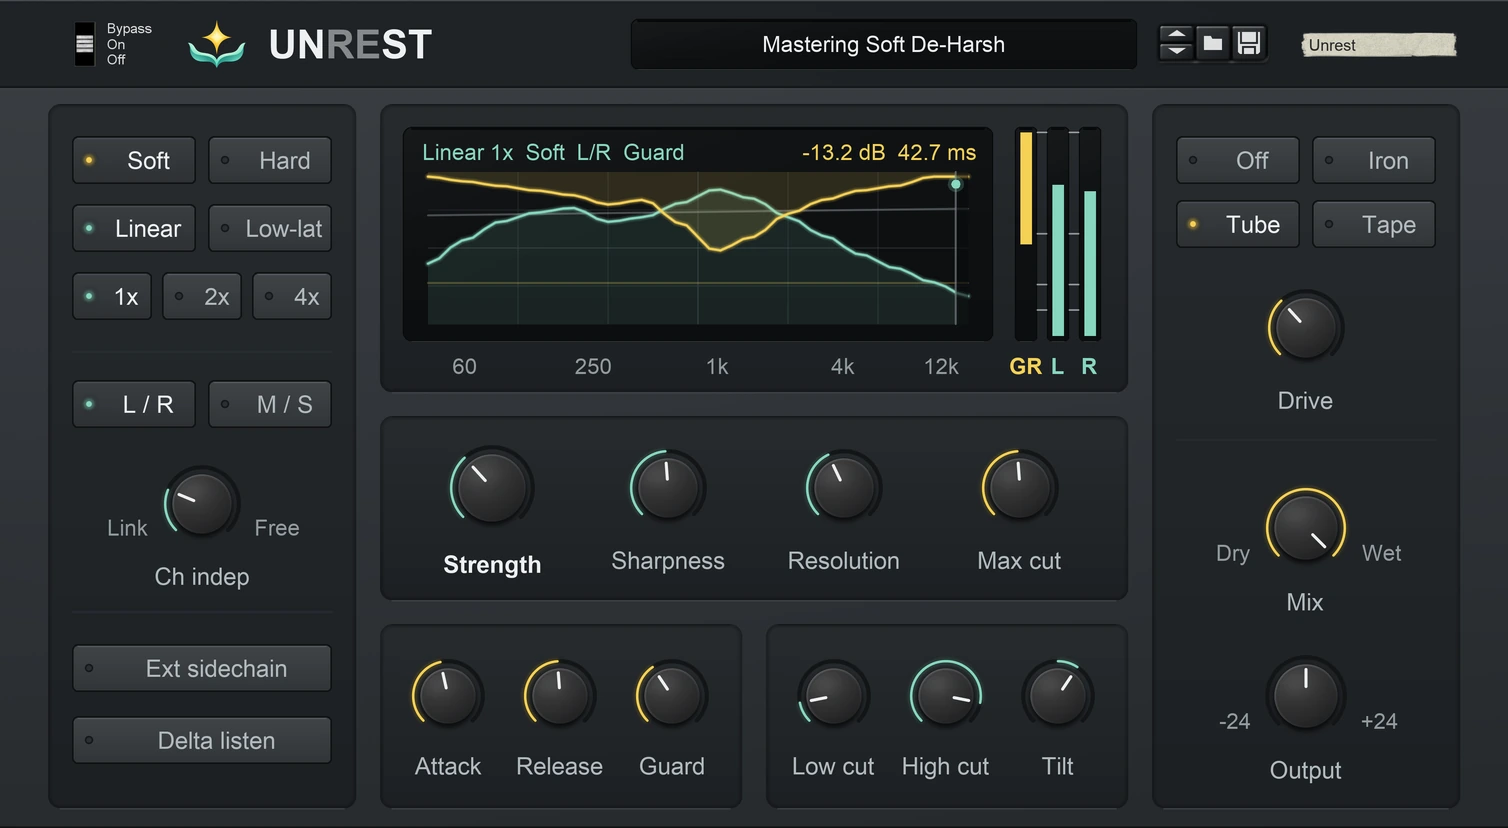 Bypass
On
Off
UNREST
Mastering Soft De-Harsh
Unrest
Soft
Hard
Linear
Low-lat
1x
2x
4x
L / R
M / S
Link
Free
Ch indep
Ext sidechain
Delta listen
Linear 1x Soft L/R Guard
-13.2 dB 42.7 ms
60 250 1k 4k 12k
GR L R
Strength
Sharpness
Resolution
Max cut
Attack
Release
Guard
Low cut
High cut
Tilt
Off
Iron
Tube
Tape
Drive
Dry
Wet
Mix
-24
+24
Output